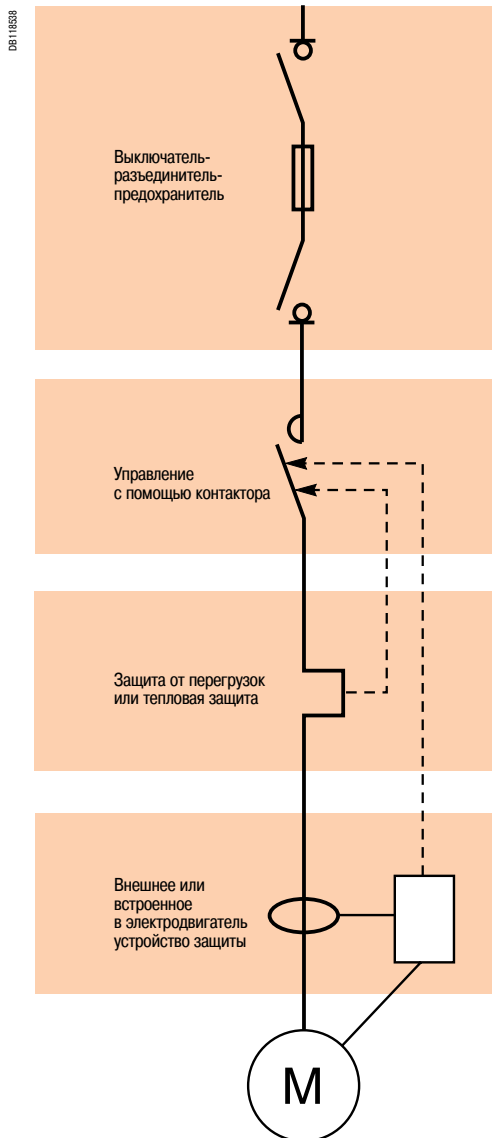 DB118538
Выключатель-
разъединитель-
предохранитель
Управление
с помощью контактора
Защита от перегрузок
или тепловая защита
Внешнее или
встроенное
в электродвигатель
устройство защиты
M